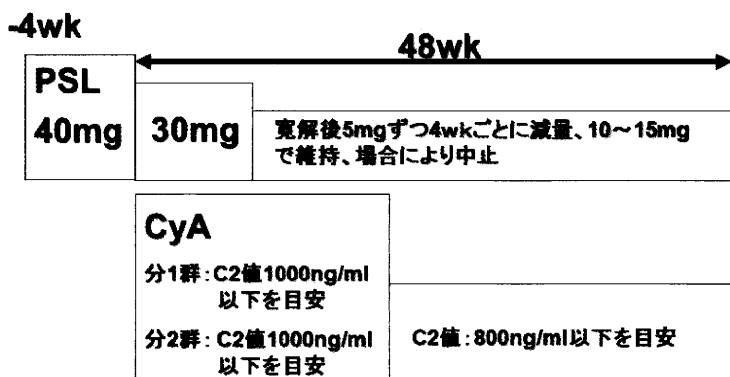 -4wk
48wk
PSL
40mg
30mg
寛解後5mgずつ4wkごとに減量、10～15mg
で維持、場合により中止
CyA
分1群：C2値1000ng/ml
以下を目安
分2群：C2値1000ng/ml
以下を目安
C2値：800ng/ml以下を目安